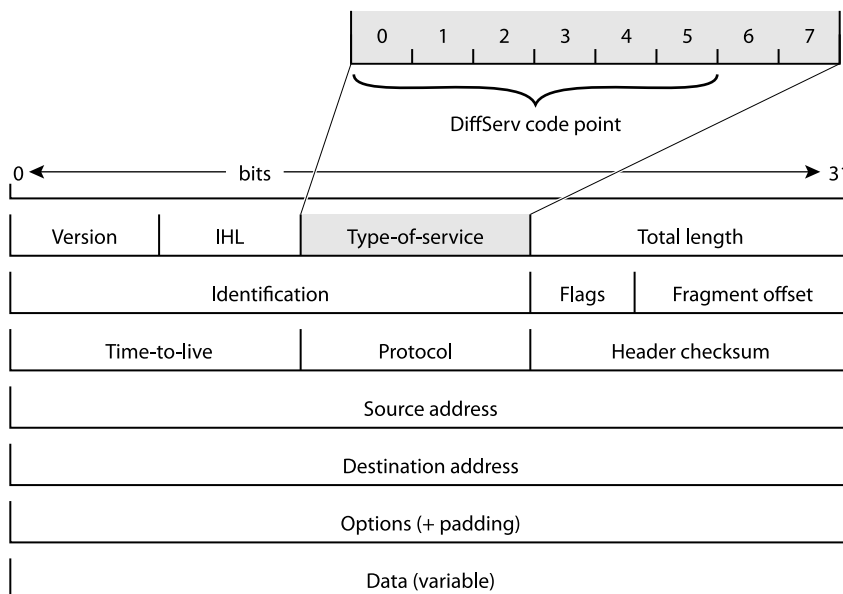 0 1 2 3 4 5 6 7
DiffServ code point
0 bits 31
Version IHL Type-of-service Total length
Identification Flags Fragment offset
Time-to-live Protocol Header checksum
Source address
Destination address
Options (+ padding)
Data (variable)